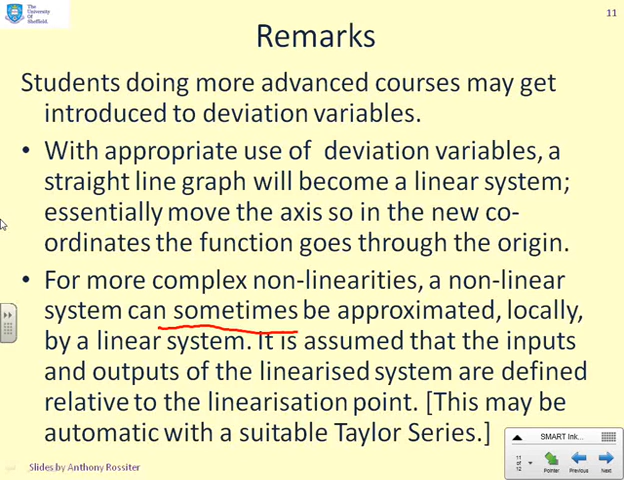 The
University
Of
Sheffield.
11
Remarks
Students doing more advanced courses may get
introduced to deviation variables.
• With appropriate use of  deviation variables, a
straight line graph will become a linear system;
essentially move the axis so in the new co-
ordinates the function goes through the origin.
• For more complex non-linearities, a non-linear
system can sometimes be approximated, locally,
by a linear system. It is assumed that the inputs
and outputs of the linearised system are defined
relative to the linearisation point. [This may be
automatic with a suitable Taylor Series.]
SMART Ink...
11
of
12
Pointer
Previous
Next
Slides by Anthony Rossiter